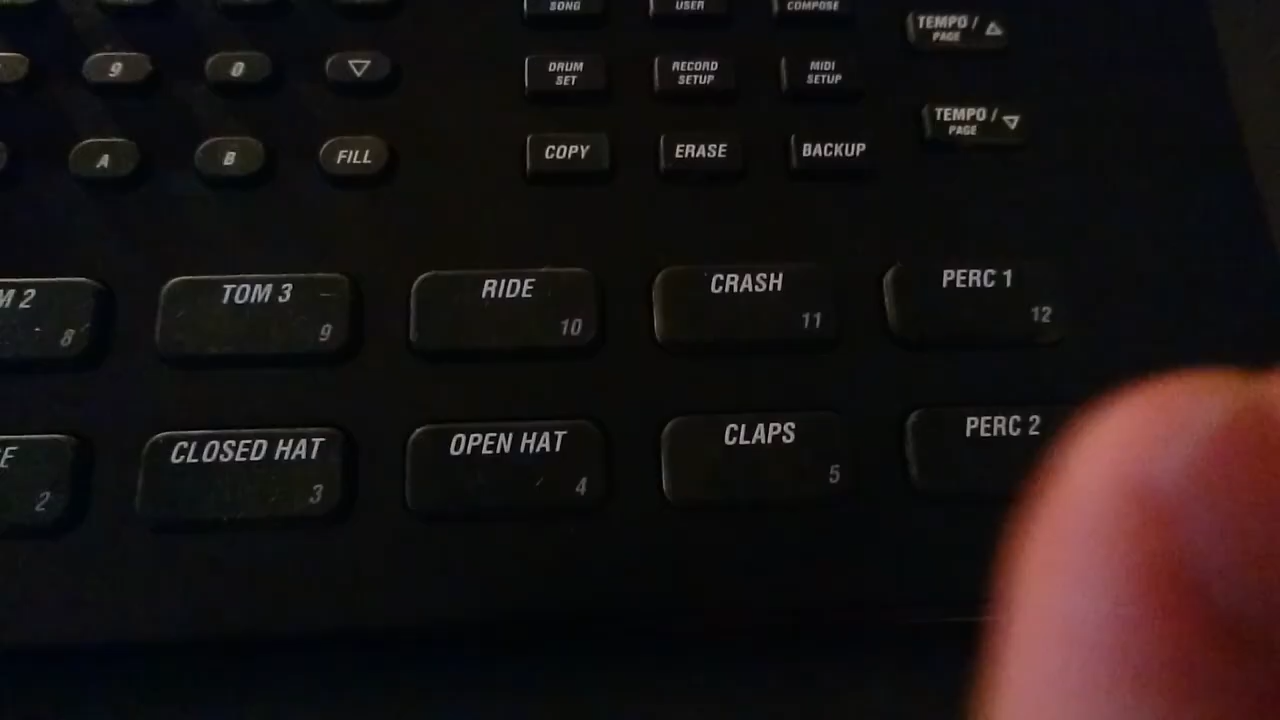 SONG
USER
COMPOSE
TEMPO /
PAGE
9
0
DRUM
SET
RECORD
SETUP
MIDI
SETUP
TEMPO /
PAGE
A
B
FILL
COPY
ERASE
BACKUP
M 2
8
TOM 3
9
RIDE
10
CRASH
11
PERC 1
12
E
2
CLOSED HAT
3
OPEN HAT
4
CLAPS
5
PERC 2